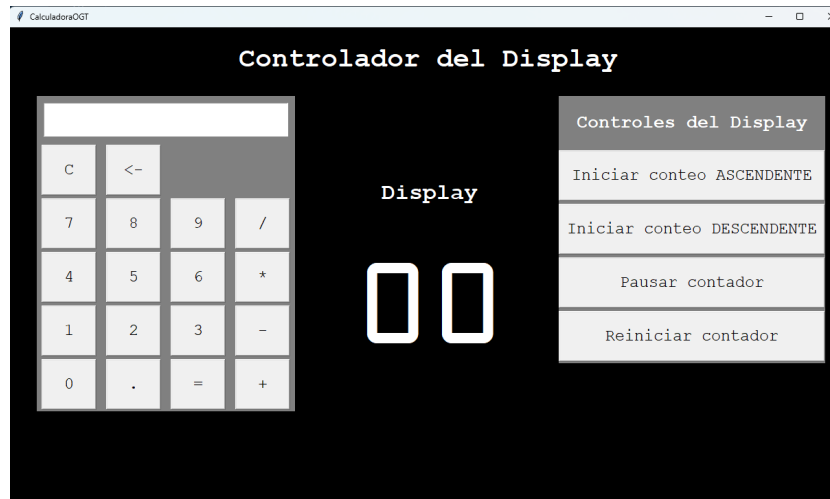 CalculadoraOGT
Controlador del Display
C <-
7 8 9 /
4 5 6 *
1 2 3 -
0 . = +
Display
00
Controles del Display
Iniciar conteo ASCENDENTE
Iniciar conteo DESCENDENTE
Pausar contador
Reiniciar contador